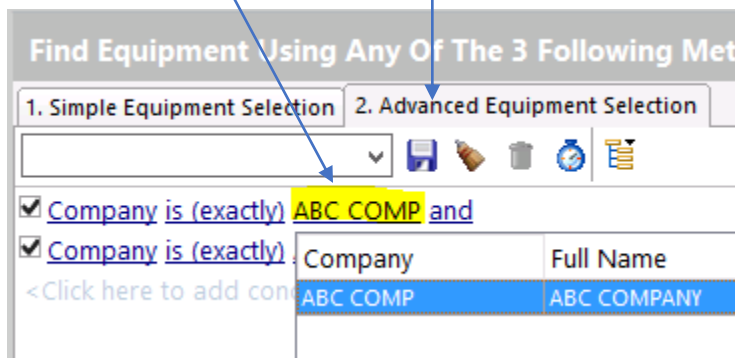 Find Equipment Using Any Of The 3 Following Met
1. Simple Equipment Selection 2. Advanced Equipment Selection
Company is (exactly) ABC COMP and
Company is (exactly)
Company Full Name
<Click here to add con
ABC COMP ABC COMPANY